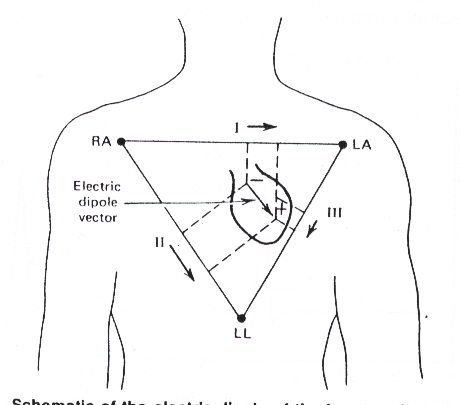 I
RA
LA
Electric
dipole
vector
−
+
III
II
LL